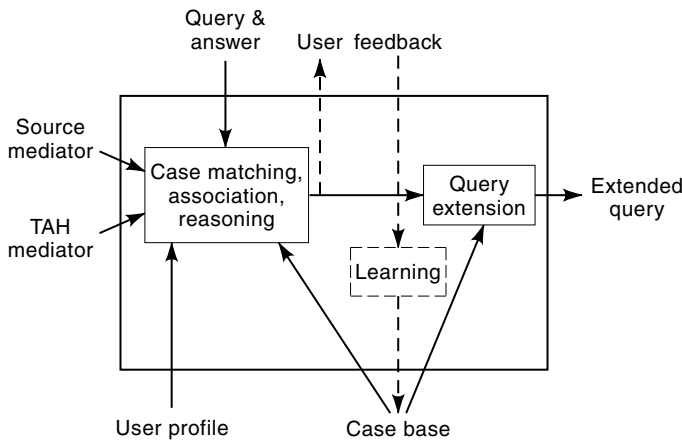 Query &
answer
User feedback
Source
mediator
Case matching,
association,
reasoning
Query
extension
Extended
query
TAH
mediator
Learning
User profile
Case base